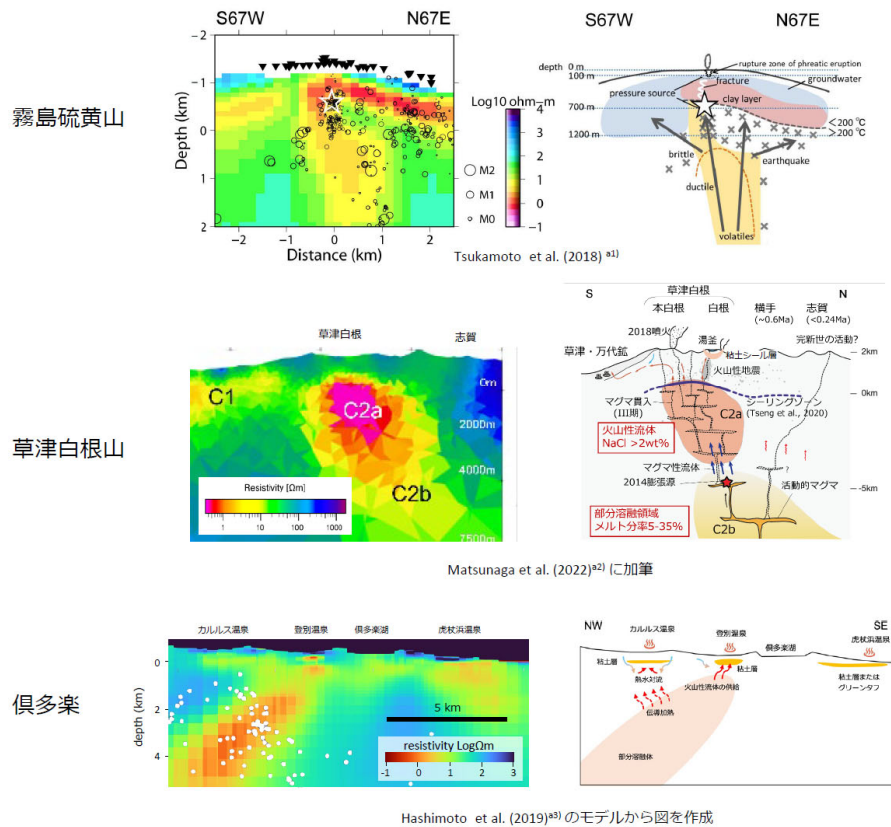 S67W N67E
Depth (km)
−2
−1
0
1
2
−2 −1 0 1 2
Distance (km)
Log10 ohm−m
4
3
2
1
0
−1
M2
M1
M0
S67W N67E
depth 0 m
100 m
700 m
1200 m
rupture zone of phreatic eruption
fracture
groundwater
pressure source
clay layer
<200 ℃
>200 ℃
brittle
ductile
earthquake
volatiles
霧島硫黄山
Tsukamoto et al. (2018) a1)
草津白根 志賀
C1
C2a
C2b
0m
2000m
4000m
7500m
Resistivity [Ωm]
1 10 100 1000
S N
草津白根
本白根 白根
横手
(~0.6Ma)
志賀
(<0.24Ma)
2018噴火
湯釜
完新世の活動?
草津・万代鉱
粘土シール層
火山性地震
2km
0km
-5km
マグマ貫入
(III期)
C2a
シーリングゾーン
(Tseng et al., 2020)
火山性流体
NaCl >2wt%
マグマ性流体
2014膨張源
活動的マグマ
部分溶融領域
メルト分率5-35%
C2b
?
草津白根山
Matsunaga et al. (2022)a2) に加筆
カルルス温泉 登別温泉 倶多楽湖 虎杖浜温泉
depth (km)
0
2
4
5 km
resistivity LogΩm
-1 0 1 2 3
NW SE
カルルス温泉
登別温泉
倶多楽湖
虎杖浜温泉
粘土層
粘土層
熱水対流
火山性流体の供給
粘土層または
グリーンタフ
伝導加熱
部分溶融体
倶多楽
Hashimoto et al. (2019)a3) のモデルから図を作成